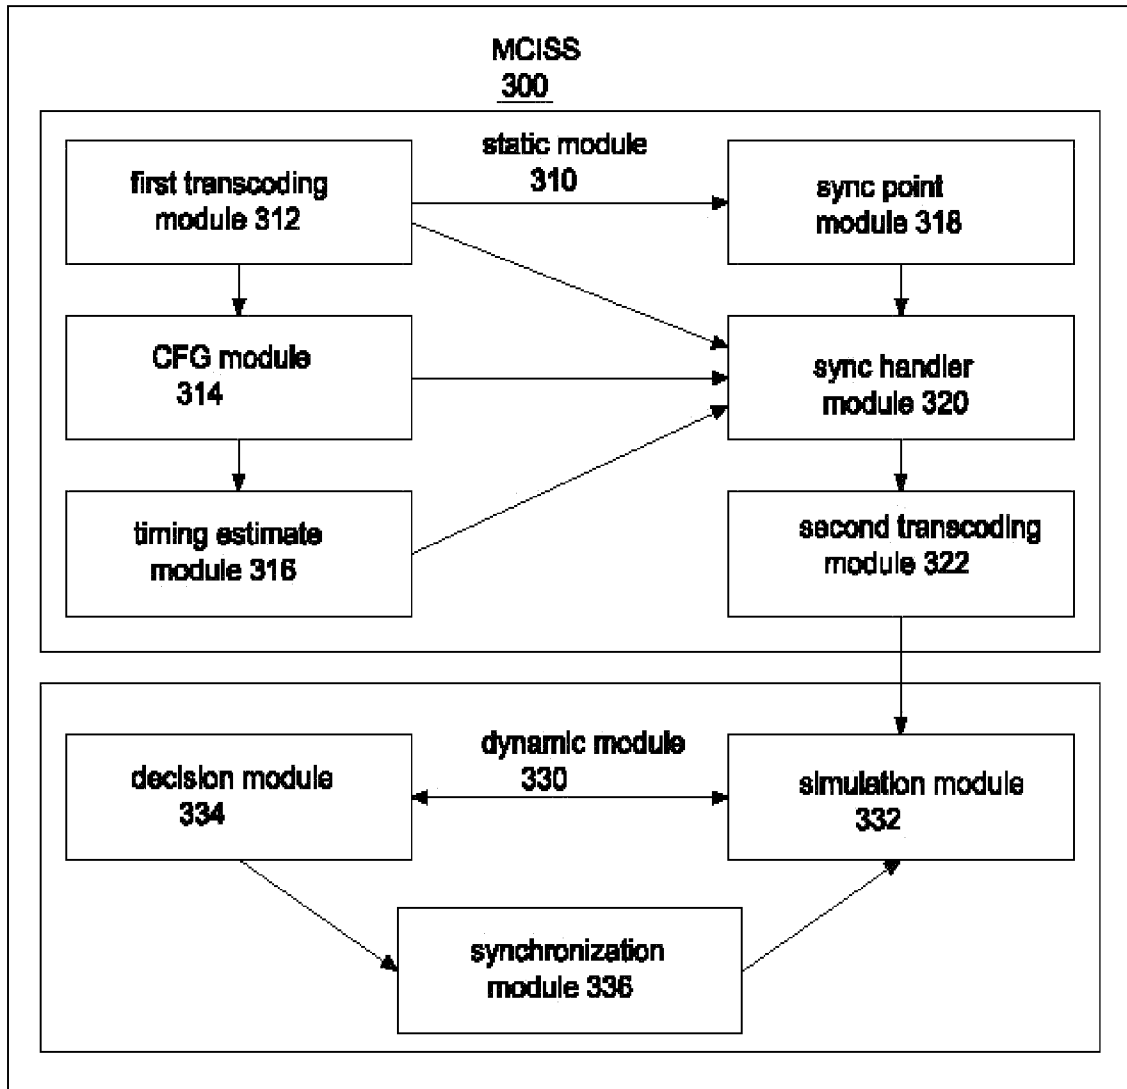 MCISS
300
static module
310
first transcoding
module 312
sync point
module 318
CFG module
314
sync handler
module 320
timing estimate
module 316
second transcoding
module 322
dynamic module
330
decision module
334
simulation module
332
synchronization
module 336